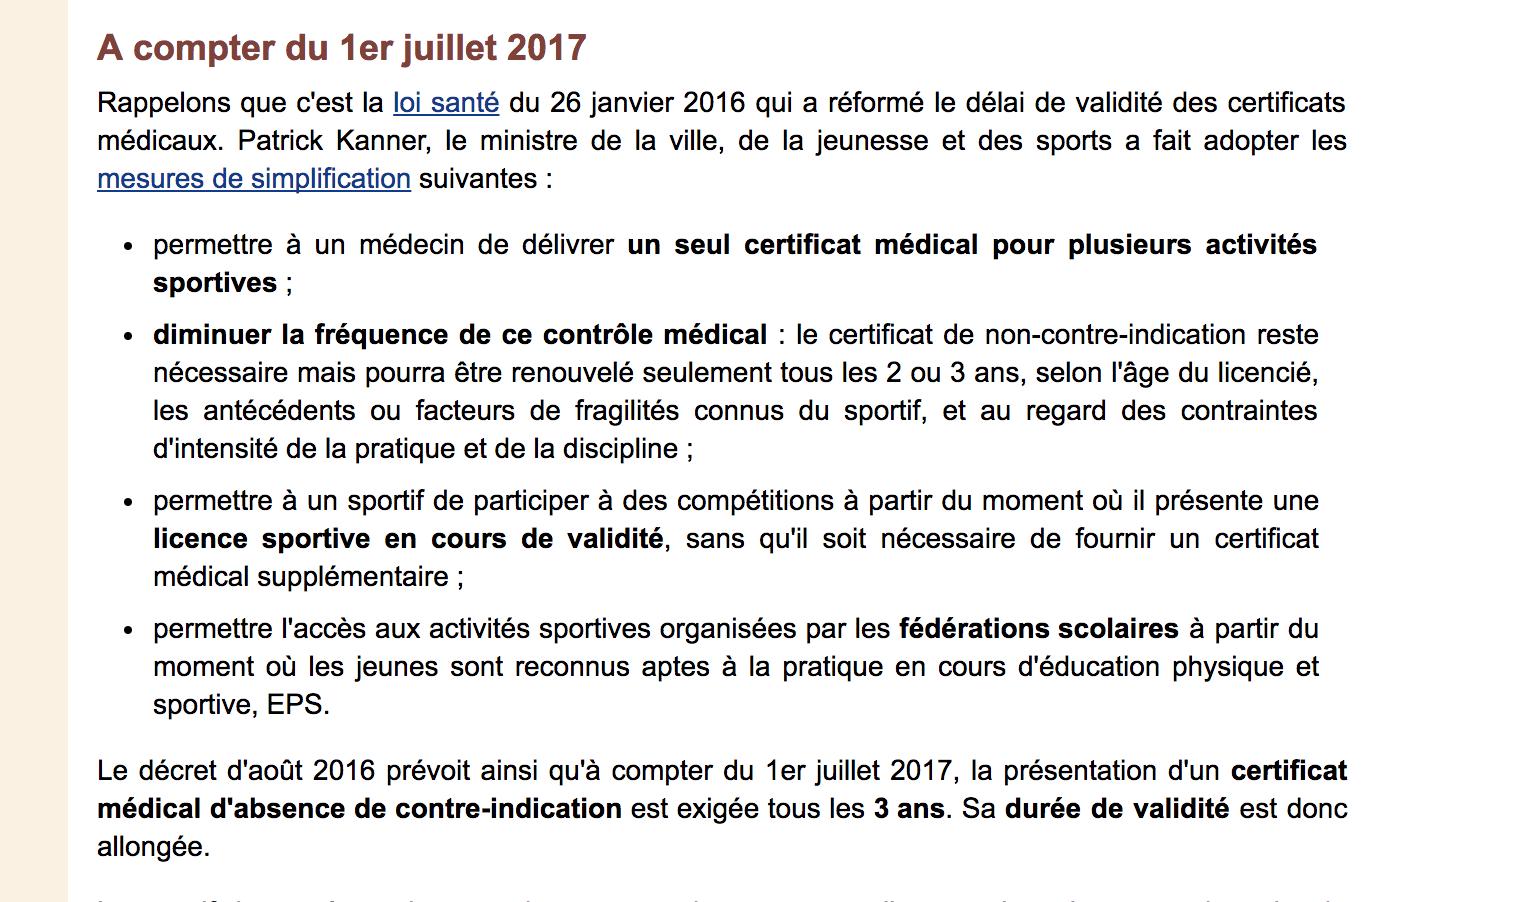 A compter du 1er juillet 2017
Rappelons que c'est la loi santé du 26 janvier 2016 qui a réformé le délai de validité des certificats
médicaux. Patrick Kanner, le ministre de la ville, de la jeunesse et des sports a fait adopter les
mesures de simplification suivantes :
• permettre à un médecin de délivrer un seul certificat médical pour plusieurs activités
sportives ;
• diminuer la fréquence de ce contrôle médical : le certificat de non-contre-indication reste
nécessaire mais pourra être renouvelé seulement tous les 2 ou 3 ans, selon l'âge du licencié,
les antécédents ou facteurs de fragilités connus du sportif, et au regard des contraintes
d'intensité de la pratique et de la discipline ;
• permettre à un sportif de participer à des compétitions à partir du moment où il présente une
licence sportive en cours de validité, sans qu'il soit nécessaire de fournir un certificat
médical supplémentaire ;
• permettre l'accès aux activités sportives organisées par les fédérations scolaires à partir du
moment où les jeunes sont reconnus aptes à la pratique en cours d'éducation physique et
sportive, EPS.
Le décret d'août 2016 prévoit ainsi qu'à compter du 1er juillet 2017, la présentation d'un certificat
médical d'absence de contre-indication est exigée tous les 3 ans. Sa durée de validité est donc
allongée.